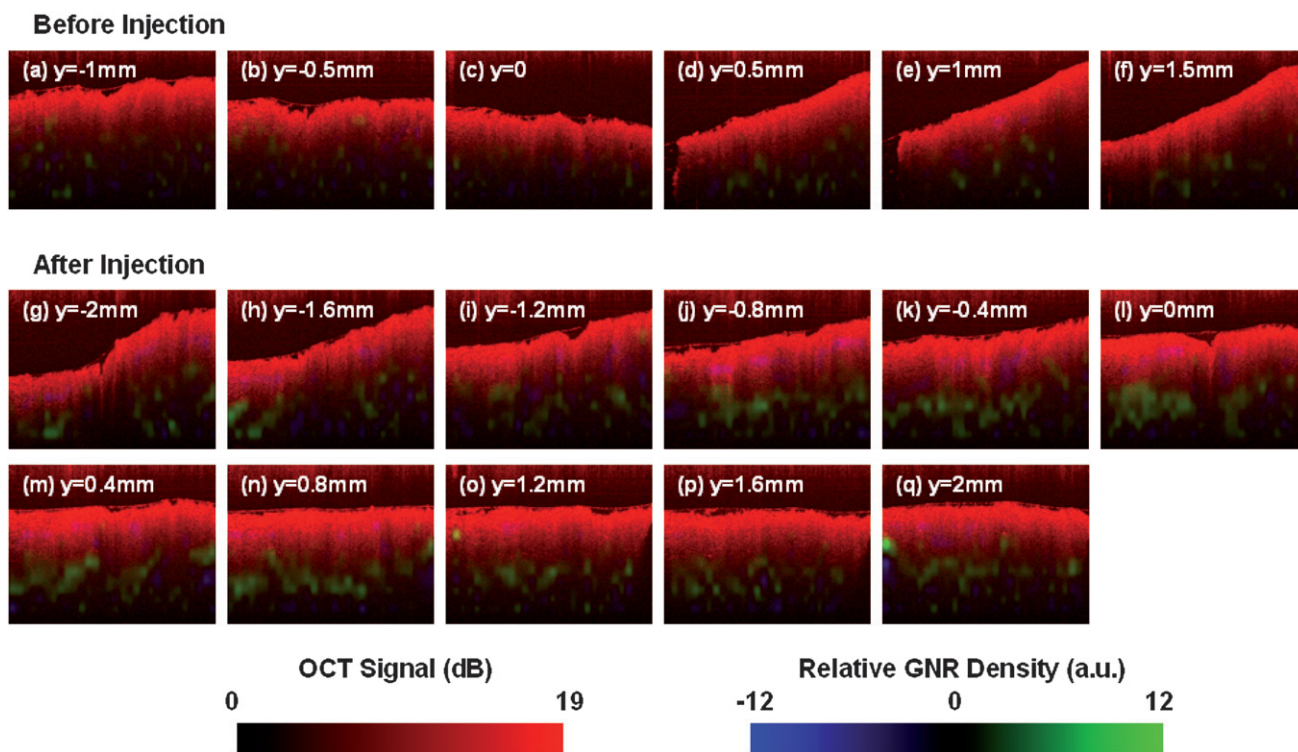 Before Injection
(a) y=-1mm (b) y=-0.5mm (c) y=0 (d) y=0.5mm (e) y=1mm (f) y=1.5mm
After Injection
(g) y=-2mm (h) y=-1.6mm (i) y=-1.2mm (j) y=-0.8mm (k) y=-0.4mm (l) y=0mm
(m) y=0.4mm (n) y=0.8mm (o) y=1.2mm (p) y=1.6mm (q) y=2mm
OCT Signal (dB) Relative GNR Density (a.u.)
0 19 -12 0 12